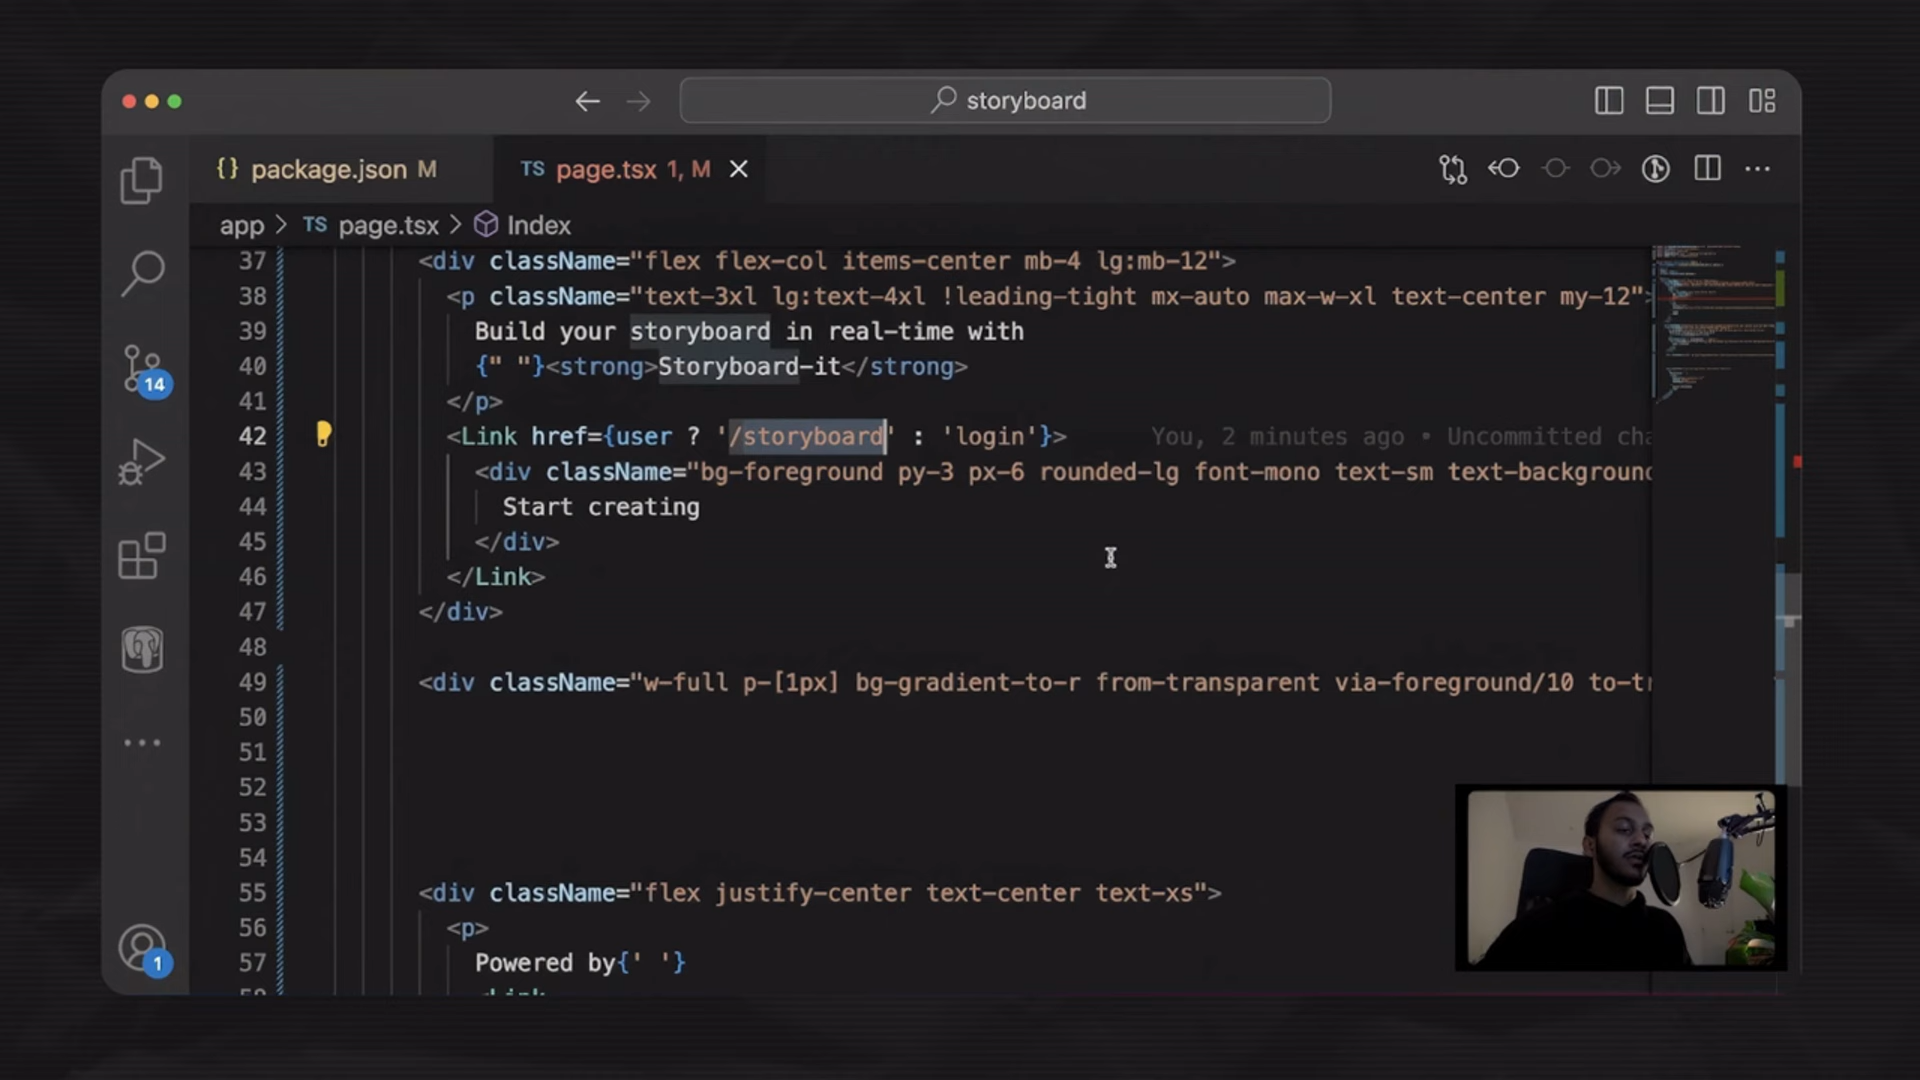 storyboard
{} package.json M
TS page.tsx 1, M
app > TS page.tsx > Index
37 <div className="flex flex-col items-center mb-4 lg:mb-12">
38 <p className="text-3xl lg:text-4xl !leading-tight mx-auto max-w-xl text-center my-12">
39 Build your storyboard in real-time with
40 {" "}<strong>Storyboard-it</strong>
41 </p>
42 <Link href={user ? '/storyboard' : 'login'}> You, 2 minutes ago • Uncommitted cha
43 <div className="bg-foreground py-3 px-6 rounded-lg font-mono text-sm text-background
44 Start creating
45 </div>
46 </Link>
47 </div>
48
49 <div className="w-full p-[1px] bg-gradient-to-r from-transparent via-foreground/10 to-tr
50
51
52
53
54
55 <div className="flex justify-center text-center text-xs">
56 <p>
57 Powered by{' '}
58 <Link
14
1